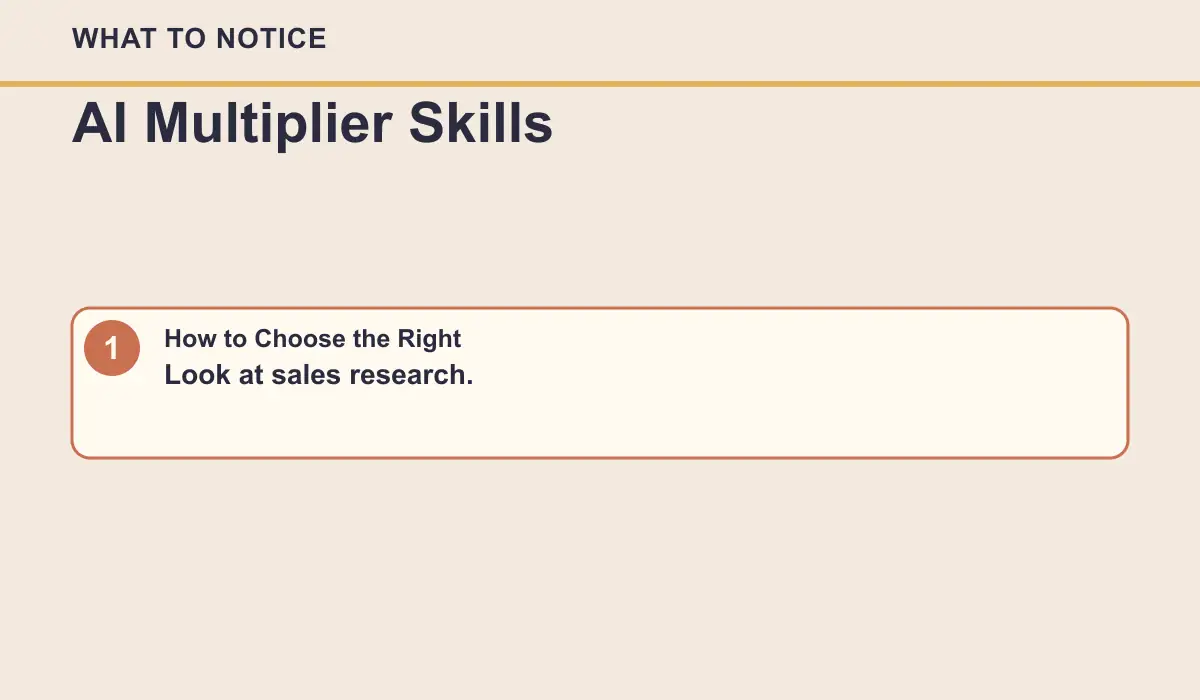 WHAT TO NOTICE
AI Multiplier Skills
1
How to Choose the Right
Look at sales research.